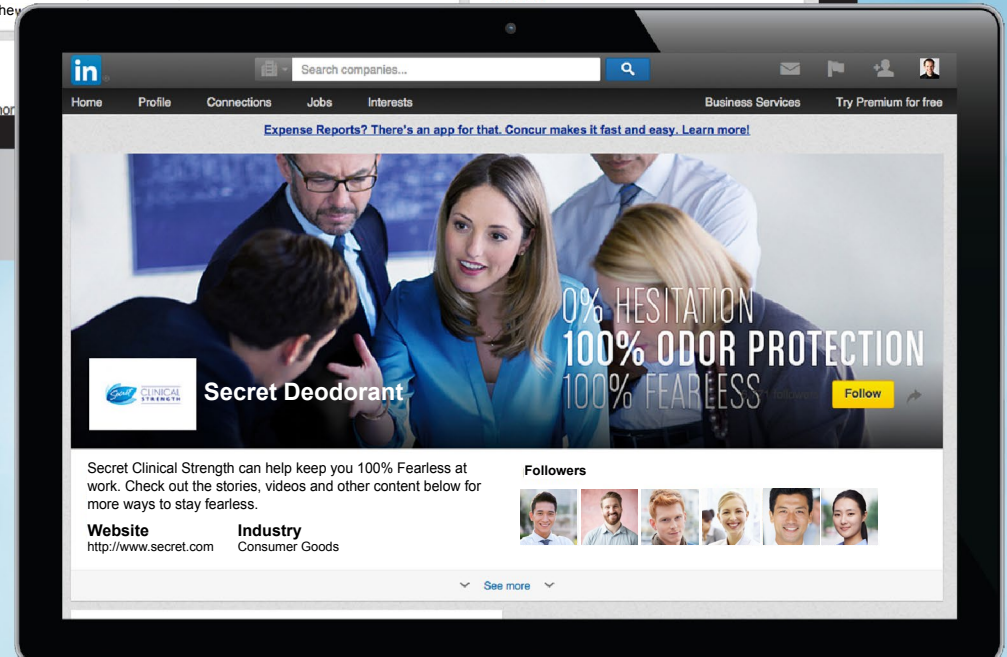 in
Search companies...
Home Profile Connections Jobs Interests Business Services Try Premium for free
Expense Reports? There's an app for that. Concur makes it fast and easy. Learn more!
0% HESITATION
100% ODOR PROTECTION
100% FEARLESS
Secret CLINICAL
STRENGTH
Secret Deodorant
Follow
Secret Clinical Strength can help keep you 100% Fearless at
work. Check out the stories, videos and other content below for
more ways to stay fearless.
Website
http://www.secret.com
Industry
Consumer Goods
Followers
See more